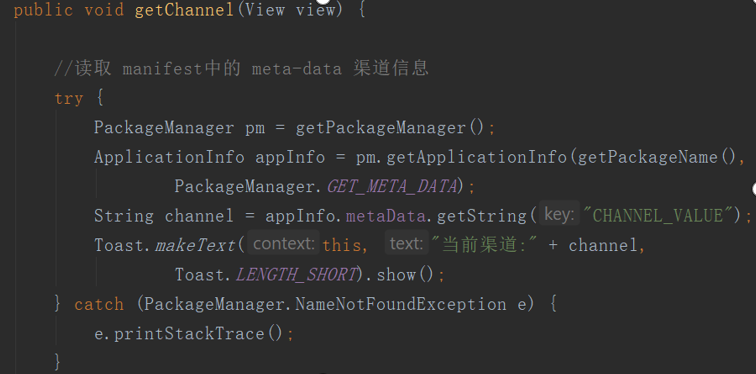 public void getChannel(View view) {
//读取 manifest中的 meta-data 渠道信息
try {
PackageManager pm = getPackageManager();
ApplicationInfo appInfo = pm.getApplicationInfo(getPackageName(),
PackageManager.GET_META_DATA);
String channel = appInfo.metaData.getString( key: "CHANNEL_VALUE");
Toast.makeText( context: this, text: "当前渠道:" + channel,
Toast.LENGTH_SHORT).show();
} catch (PackageManager.NameNotFoundException e) {
e.printStackTrace();
}